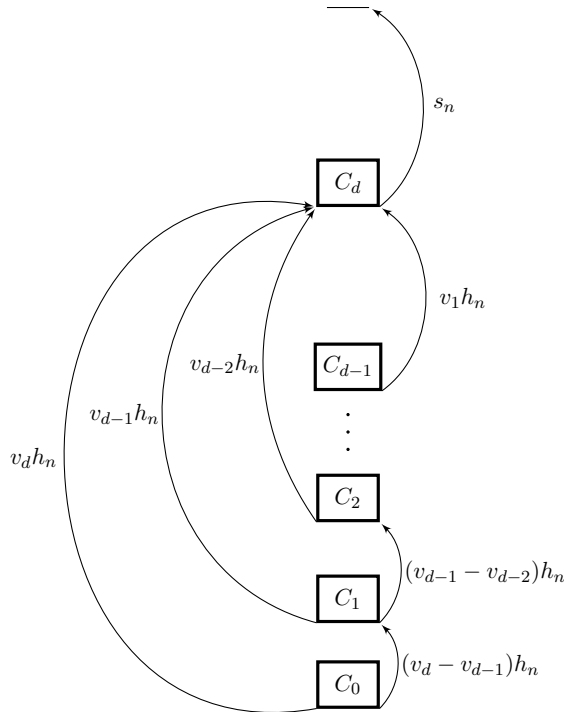 $s_n$
$C_d$
$v_1 h_n$
$C_{d-1}$
$v_{d-2} h_n$
$v_{d-1} h_n$
$v_d h_n$
$C_2$
$(v_{d-1} - v_{d-2}) h_n$
$C_1$
$(v_d - v_{d-1}) h_n$
$C_0$